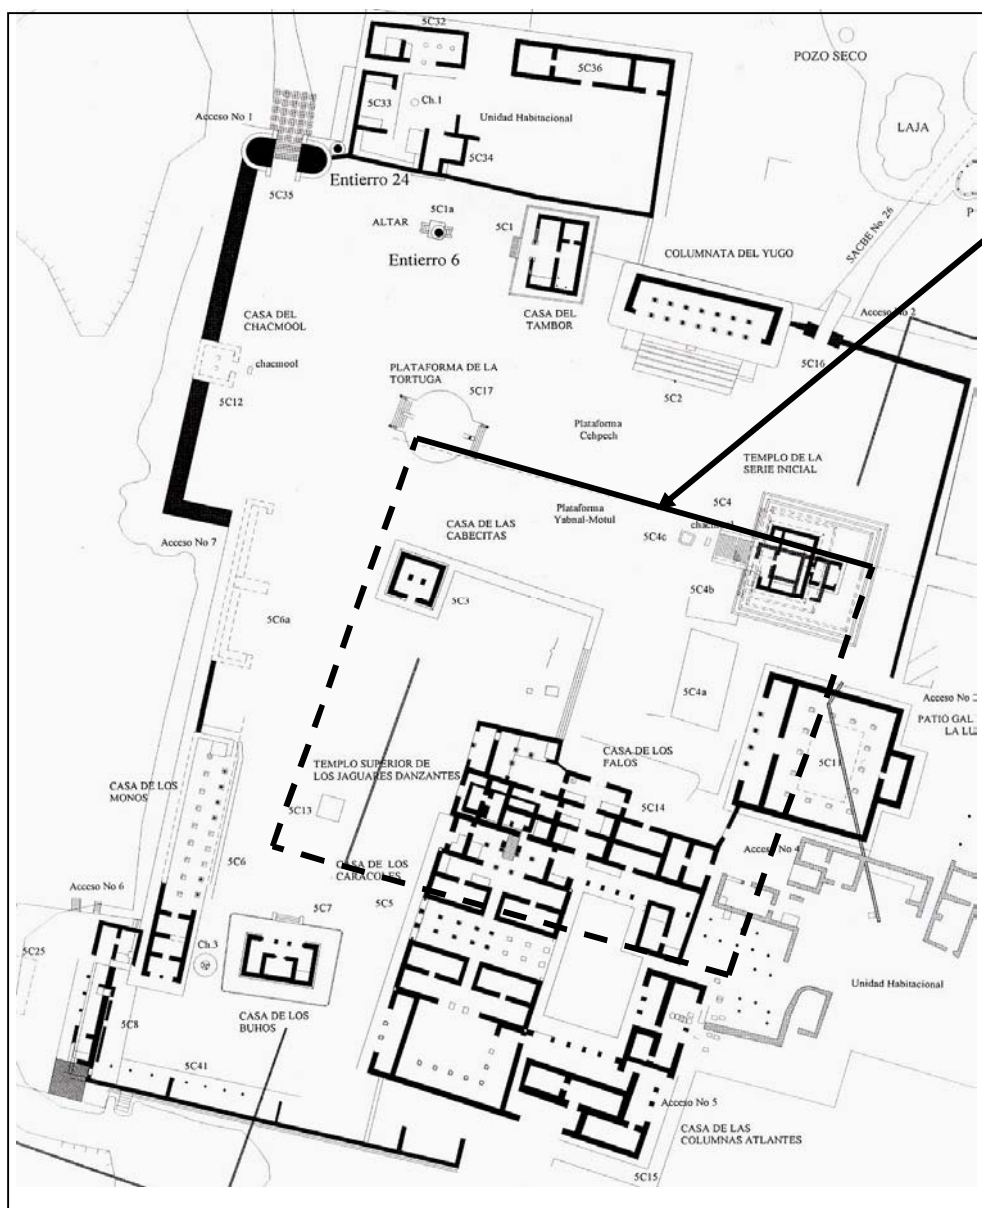 5C32
POZO SECO
5C36
5C33
Ch.1
Acceso No 1
Unidad Habitacional
LAJA
5C34
Entierro 24
5C35
5C1a
ALTAR
5C1
SACBE No. 26
COLUMNATA DEL YUGO
Entierro 6
CASA DEL
CHACMOOL
CASA DEL
TAMBOR
Acceso No 2
chacmool
PLATAFORMA DE LA
TORTUGA
5C16
5C12
5C17
5C2
Plataforma
Cehpech
TEMPLO DE LA
SERIE INICIAL
5C4
Plataforma
Yabnal-Motul
CASA DE LAS
CABECITAS
5C4c
Acceso No 7
5C3
5C4b
5C6a
5C4a
Acceso No
PATIO GAL
CASA DE LOS
FALOS
TEMPLO SUPERIOR DE
LOS JAGUARES DANZANTES
CASA DE LOS
MONOS
5C13
5C14
Acceso No 4
5C6
CASA DE LOS
CARACOLES
Acceso No 6
5C7
5C5
5C25
Ch.3
Unidad Habitacional
CASA DE LOS
BUHOS
5C8
5C41
Acceso No 5
CASA DE LAS
COLUMNAS ATLANTES
5C15